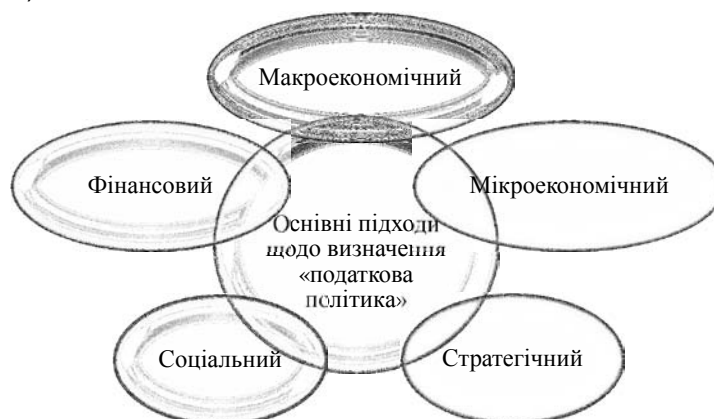 Макроекономічний
Фінансовий
Мікроекономічний
Основні підходи
щодо визначення
«податкова
політика»
Соціальний
Стратегічний